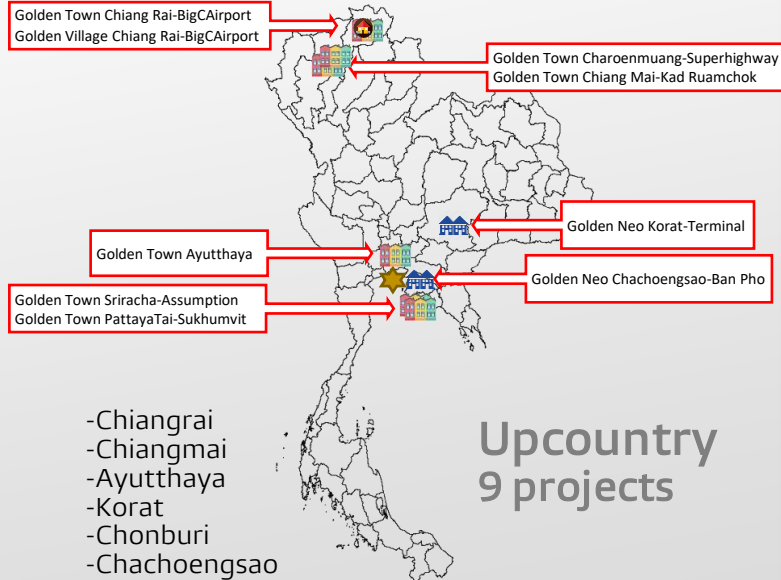 Golden Town Chiang Rai-BigCAirport
Golden Village Chiang Rai-BigCAirport
Golden Town Charoenmuang-Superhighway
Golden Town Chiang Mai-Kad Ruamchok
Golden Neo Korat-Terminal
Golden Town Ayutthaya
Golden Neo Chachoengsao-Ban Pho
Golden Town Sriracha-Assumption
Golden Town PattayaTai-Sukhumvit
-Chiangrai
-Chiangmai
-Ayutthaya
-Korat
-Chonburi
-Chachoengsao
Upcountry
9 projects